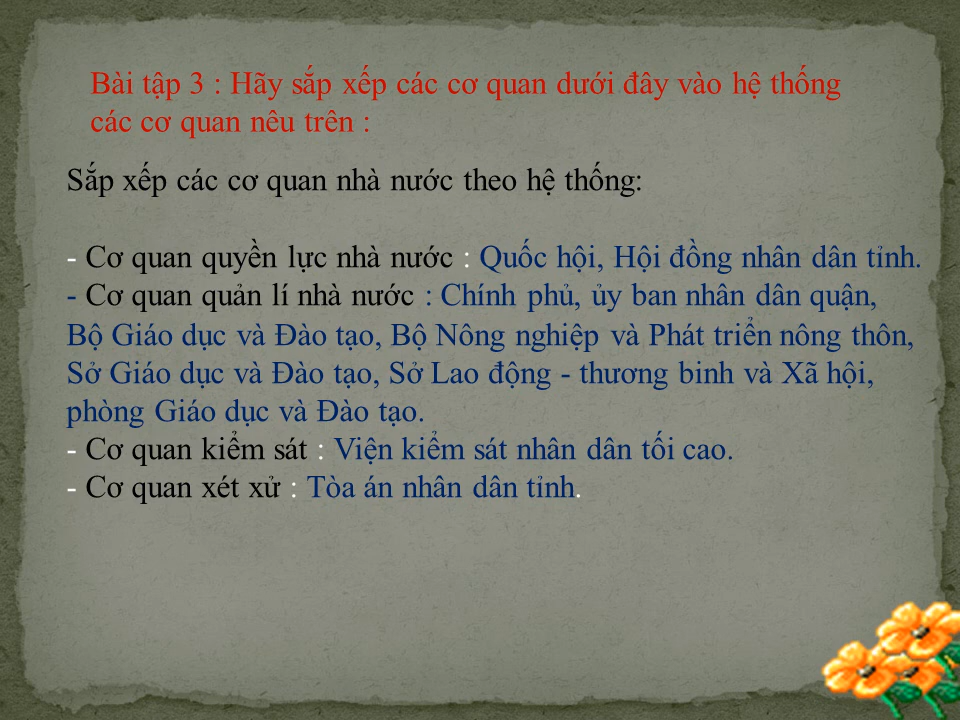 Bài tập 3 : Hãy sắp xếp các cơ quan dưới đây vào hệ thống
các cơ quan nêu trên :
Sắp xếp các cơ quan nhà nước theo hệ thống:
- Cơ quan quyền lực nhà nước : Quốc hội, Hội đồng nhân dân tỉnh.
- Cơ quan quản lí nhà nước : Chính phủ, ủy ban nhân dân quận,
Bộ Giáo dục và Đào tạo, Bộ Nông nghiệp và Phát triển nông thôn,
Sở Giáo dục và Đào tạo, Sở Lao động - thương binh và Xã hội,
phòng Giáo dục và Đào tạo.
- Cơ quan kiểm sát : Viện kiểm sát nhân dân tối cao.
- Cơ quan xét xử : Tòa án nhân dân tỉnh.